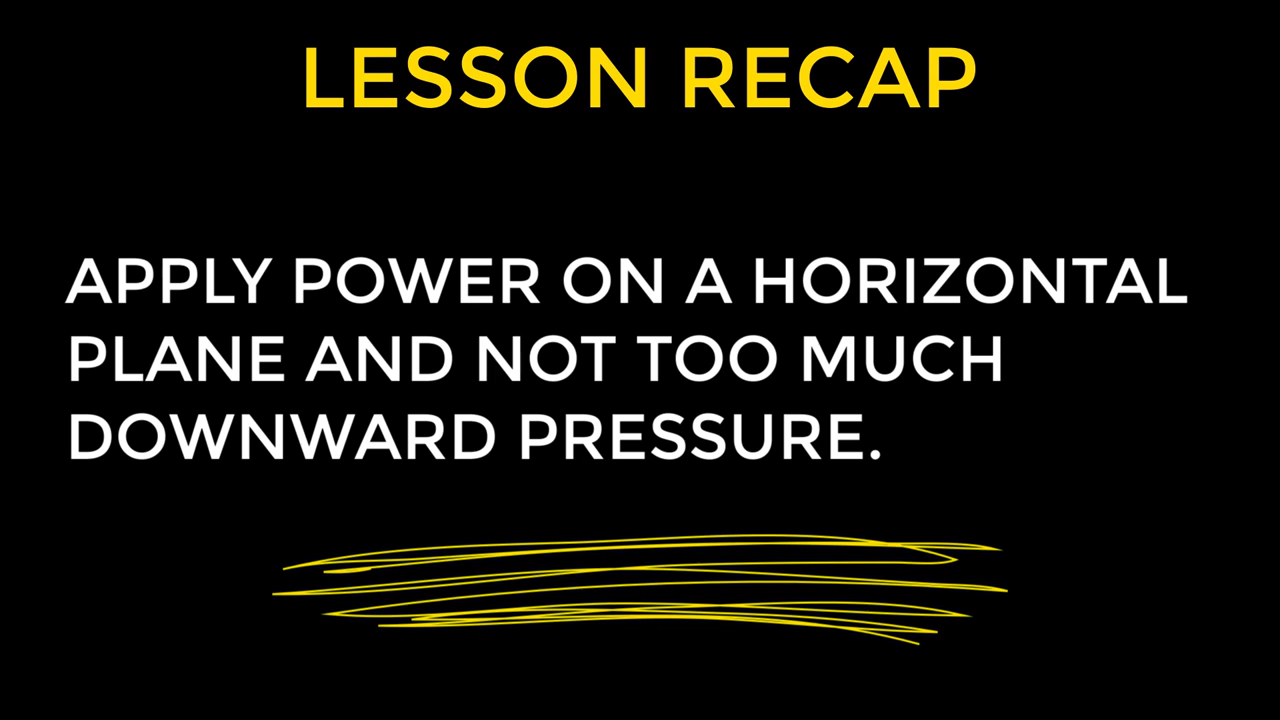 LESSON RECAP
APPLY POWER ON A HORIZONTAL
PLANE AND NOT TOO MUCH
DOWNWARD PRESSURE.